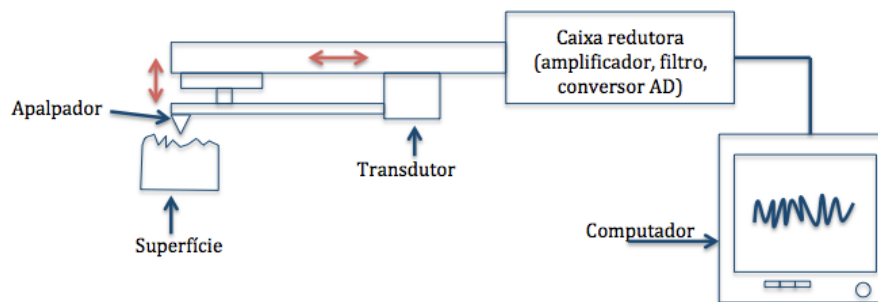 Caixa redutora
(amplificador, filtro,
conversor AD)
Apalpador
Transdutor
Computador
Superfície